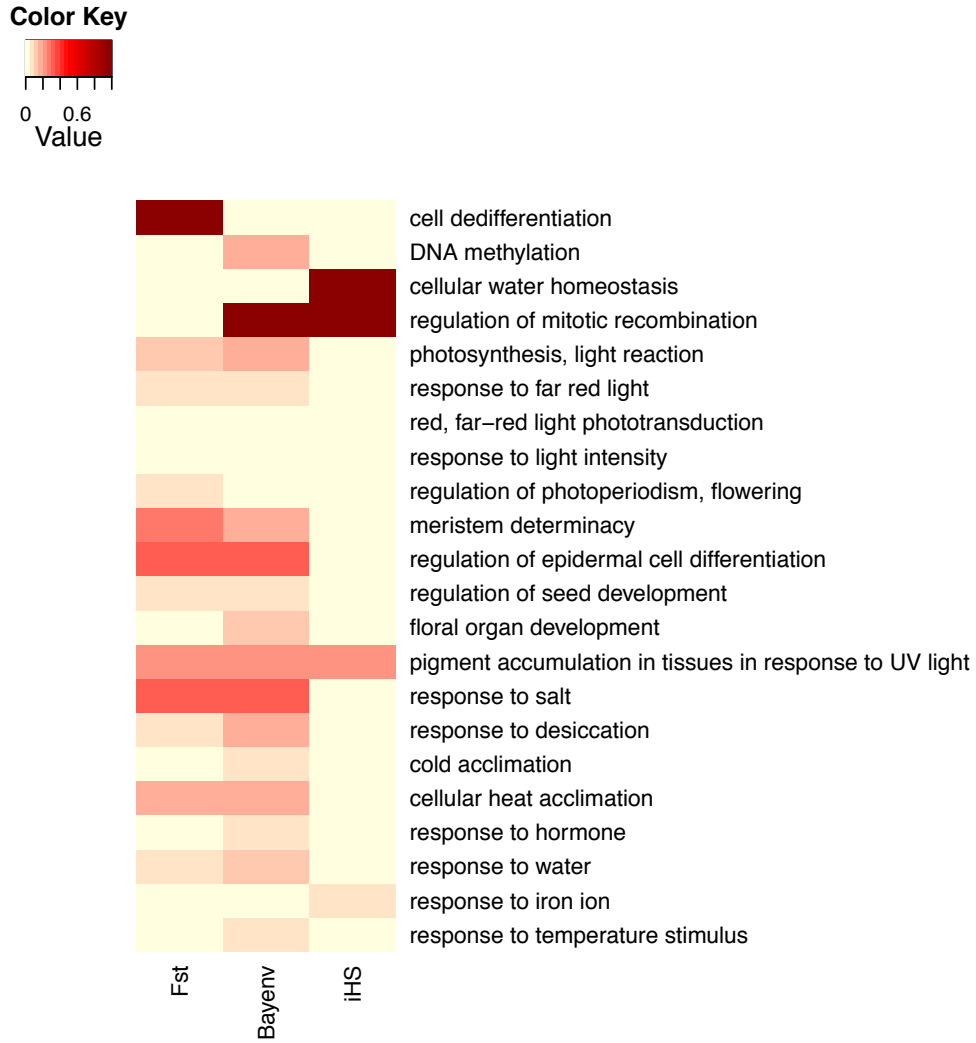 Color Key
0 0.6
Value
cell dedifferentiation
DNA methylation
cellular water homeostasis
regulation of mitotic recombination
photosynthesis, light reaction
response to far red light
red, far−red light phototransduction
response to light intensity
regulation of photoperiodism, flowering
meristem determinacy
regulation of epidermal cell differentiation
regulation of seed development
floral organ development
pigment accumulation in tissues in response to UV light
response to salt
response to desiccation
cold acclimation
cellular heat acclimation
response to hormone
response to water
response to iron ion
response to temperature stimulus
Fst
Bayenv
iHS